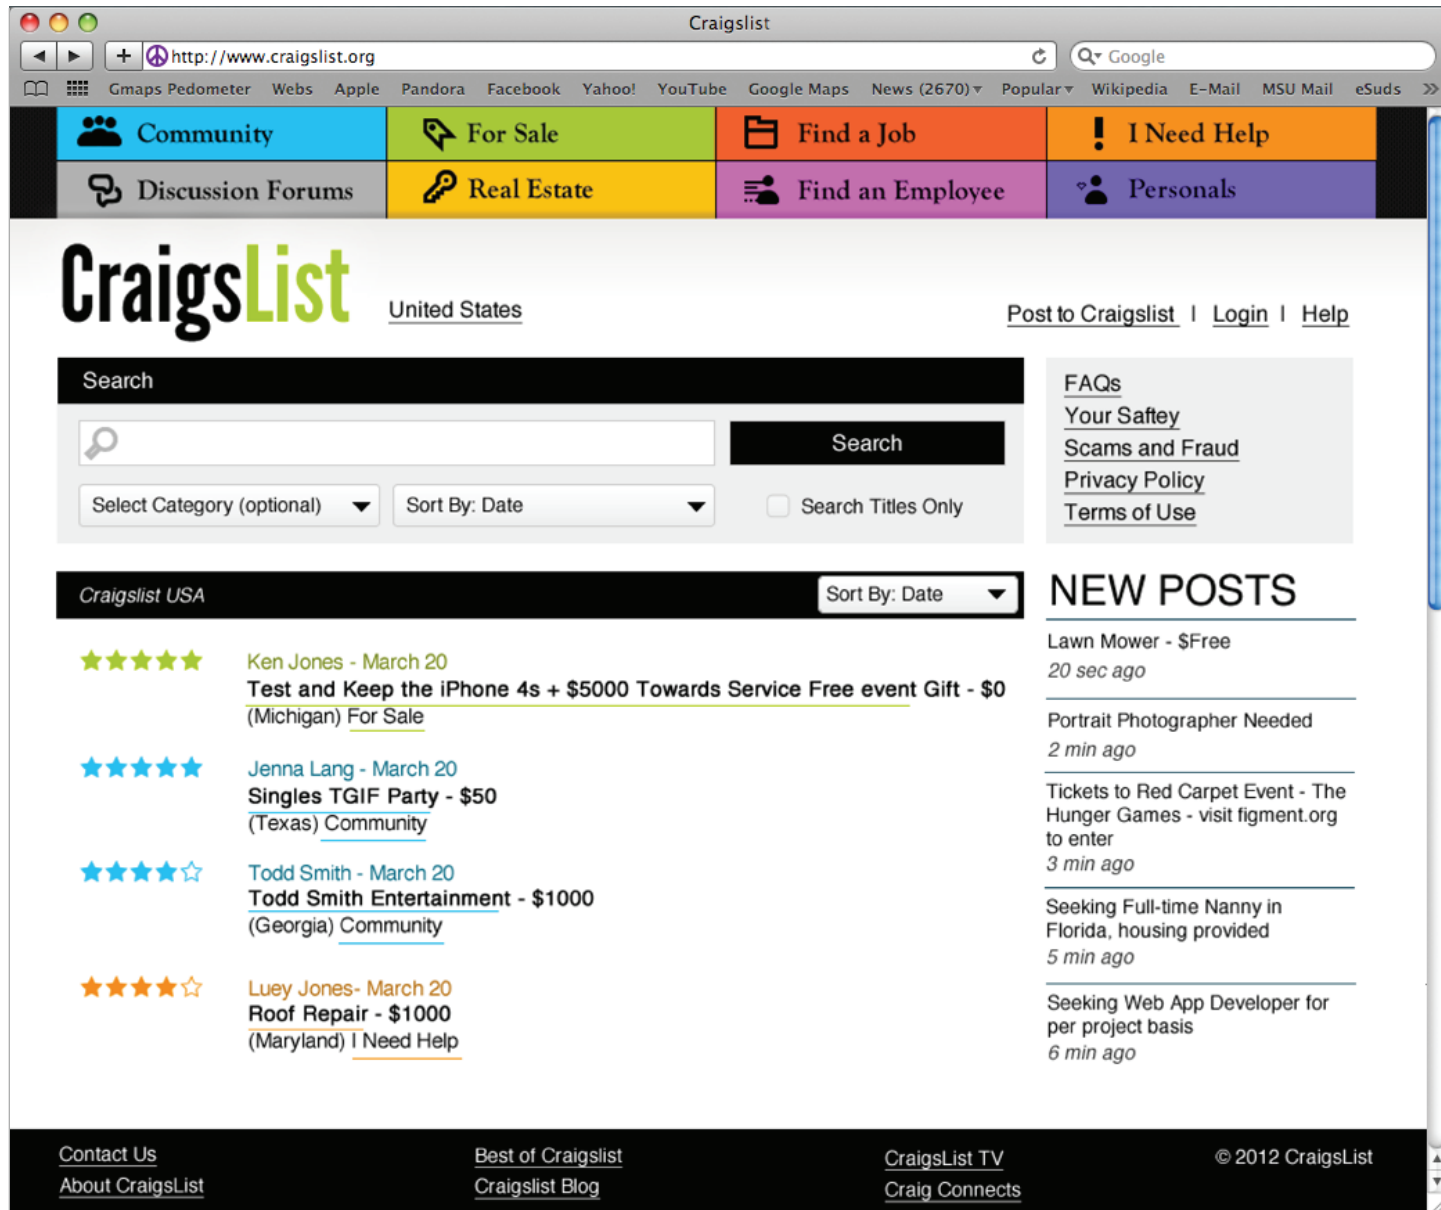 Craigslist
http://www.craigslist.org
Google
Gmaps Pedometer Webs Apple Pandora Facebook Yahoo! YouTube Google Maps News (2670) Popular Wikipedia E-Mail MSU Mail eSuds
Community For Sale Find a Job I Need Help
Discussion Forums Real Estate Find an Employee Personals
CraigsList
United States
Post to Craigslist | Login | Help
Search
Search
Select Category (optional) Sort By: Date Search Titles Only
FAQs
Your Saftey
Scams and Fraud
Privacy Policy
Terms of Use
Craigslist USA Sort By: Date
Ken Jones - March 20
Test and Keep the iPhone 4s + $5000 Towards Service Free event Gift - $0
(Michigan) For Sale
Jenna Lang - March 20
Singles TGIF Party - $50
(Texas) Community
Todd Smith - March 20
Todd Smith Entertainment - $1000
(Georgia) Community
Luey Jones- March 20
Roof Repair - $1000
(Maryland) I Need Help
NEW POSTS
Lawn Mower - $Free
20 sec ago
Portrait Photographer Needed
2 min ago
Tickets to Red Carpet Event - The
Hunger Games - visit figment.org
to enter
3 min ago
Seeking Full-time Nanny in
Florida, housing provided
5 min ago
Seeking Web App Developer for
per project basis
6 min ago
Contact Us
About CraigsList
Best of Craigslist
Craigslist Blog
CraigsList TV
Craig Connects
© 2012 CraigsList